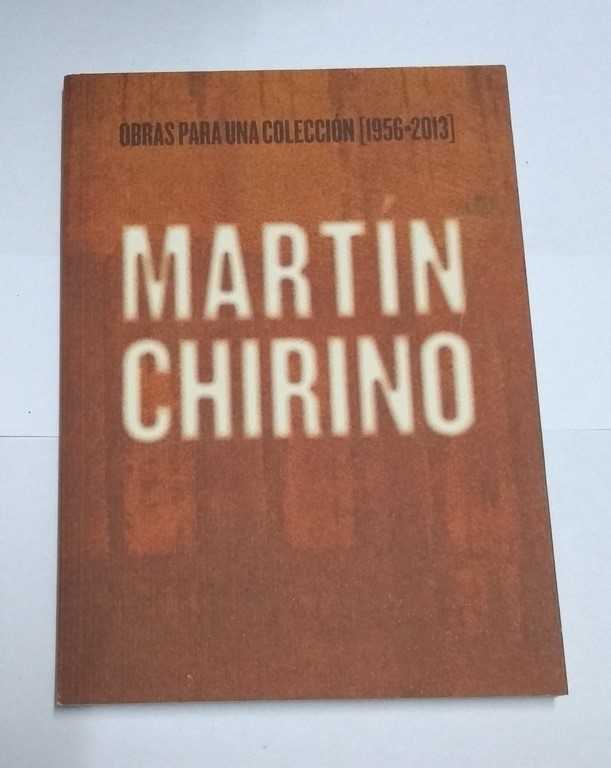 OBRAS PARA UNA COLECCIÓN [1956-2013]
MARTÍN
CHIRINO